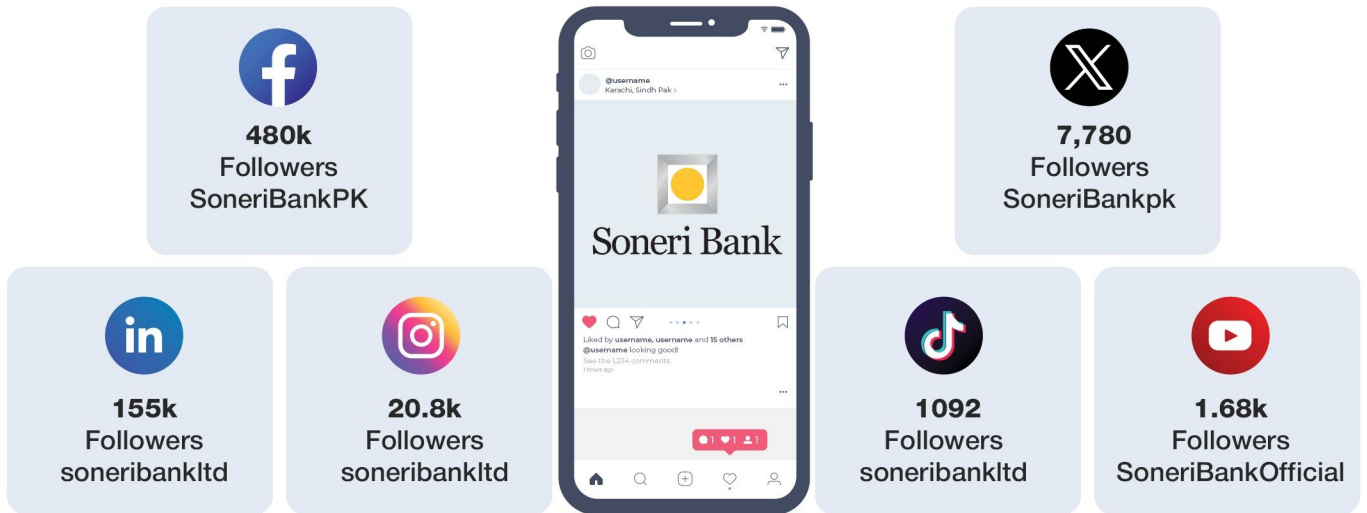 480k
Followers
SoneriBankPK
155k
Followers
soneribankltd
20.8k
Followers
soneribankltd
@username
Karachi, Sindh Pak >
Soneri Bank
Liked by username, username and 15 others
@username looking good!
See the 1,234 comments
1 hours ago
1 1 1
7,780
Followers
SoneriBankpk
1092
Followers
soneribankltd
1.68k
Followers
SoneriBankOfficial